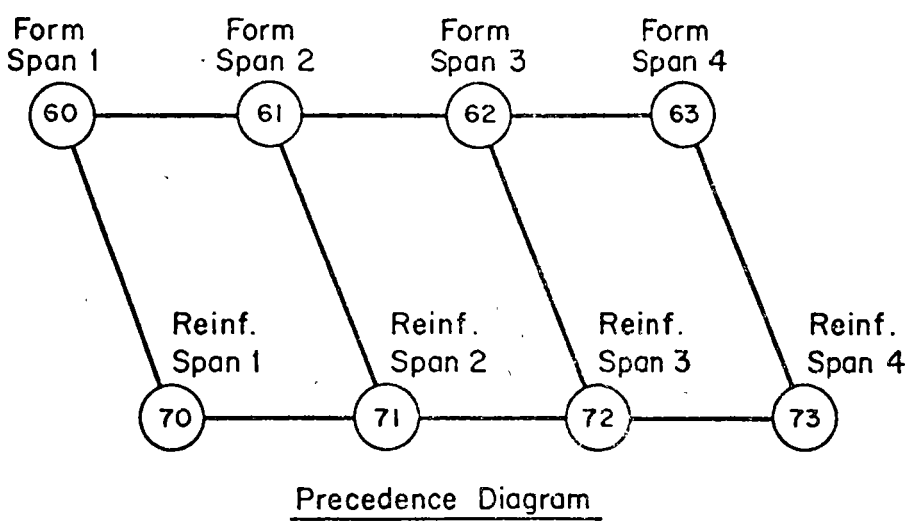 Form
Span 1
Form
Span 2
Form
Span 3
Form
Span 4
60
61
62
63
Reinf.
Span 1
Reinf.
Span 2
Reinf.
Span 3
Reinf.
Span 4
70
71
72
73
Precedence Diagram